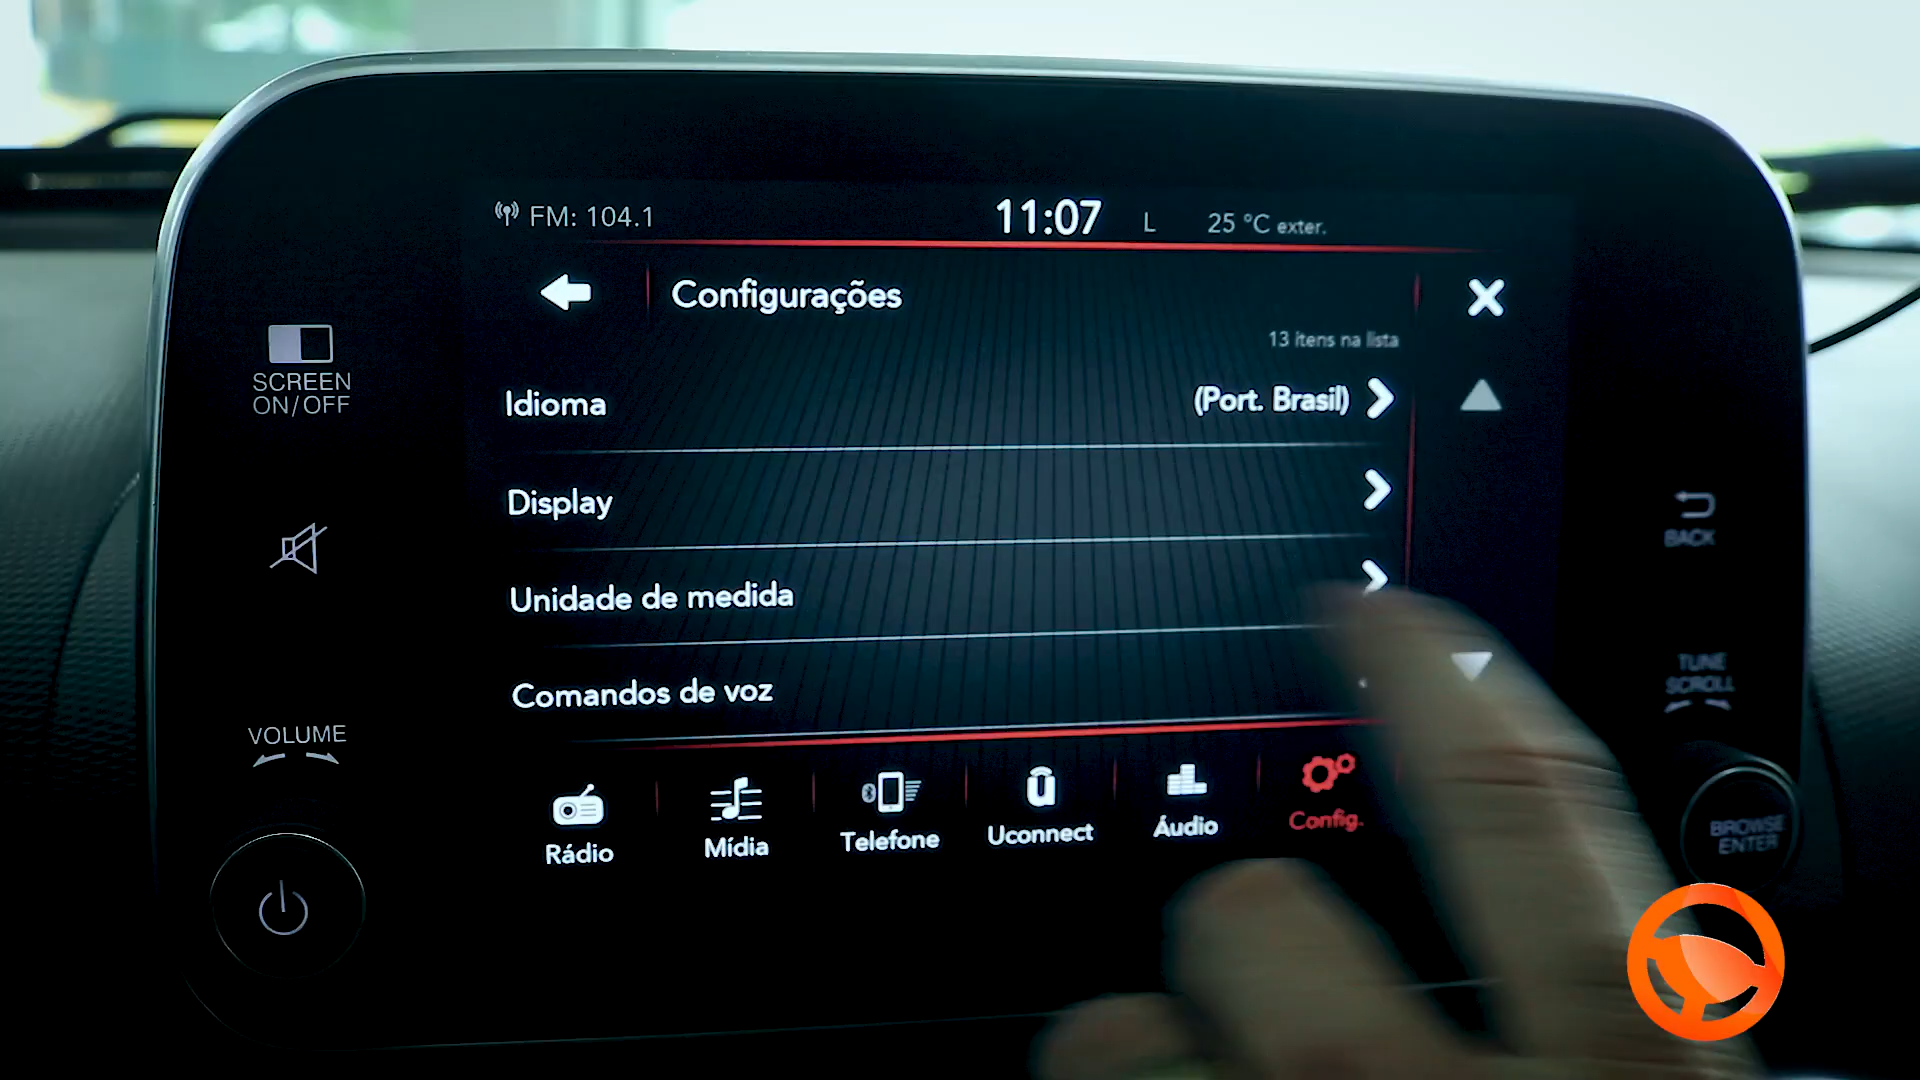 FM: 104.1
11:07
L
25 °C exter.
Configurações
13 itens na lista
SCREEN
ON/OFF
Idioma
(Port. Brasil)
Display
BACK
Unidade de medida
TUNE
SCROLL
Comandos de voz
VOLUME
Rádio
Mídia
Telefone
Uconnect
Áudio
Config.
BROWSE
ENTER